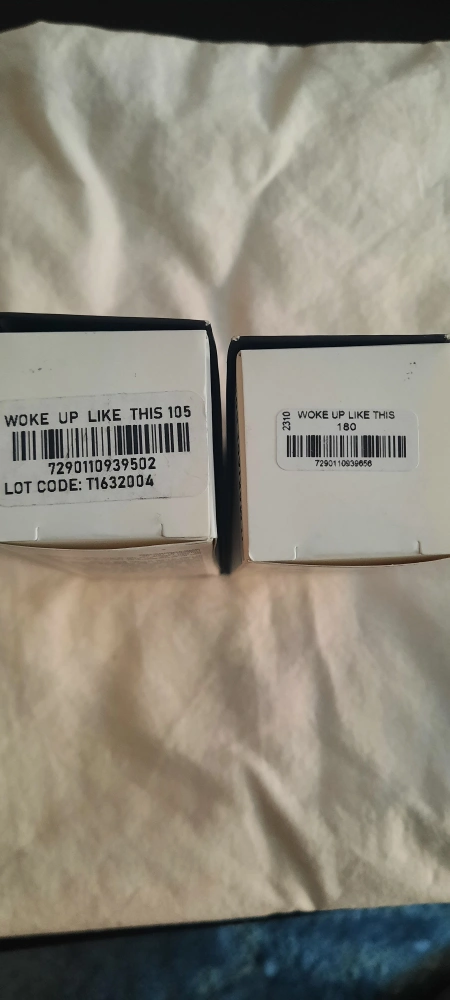 WOKE UP LIKE THIS 105
7290110939502
LOT CODE: T1632004
2310
WOKE UP LIKE THIS
180
7290110939656